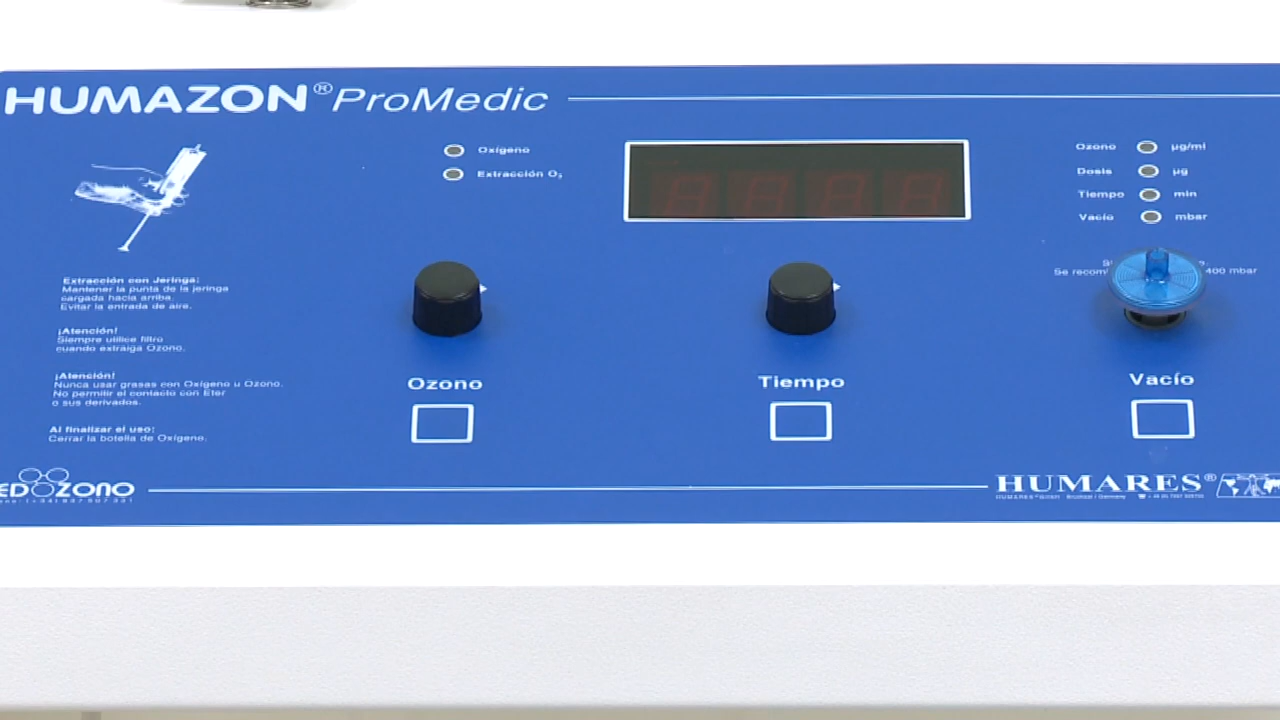 HUMAZON® ProMedic
Oxígeno
Extracción O₂
Ozono µg/ml
Dosis µg
Tiempo min
Vacío mbar
400 mbar
Extracción con Jeringa:
Mantener la punta de la jeringa
cargada hacia arriba.
Evitar la entrada de aire.
¡Atención!
Siempre utilice filtro
cuando extraiga Ozono.
¡Atención!
Nunca usar grasas con Oxígeno u Ozono.
No permitir el contacto con Eter
o sus derivados.
Al finalizar el uso:
Cerrar la botella de Oxígeno.
Ozono
Tiempo
Vacío
ZONO
HUMARES®